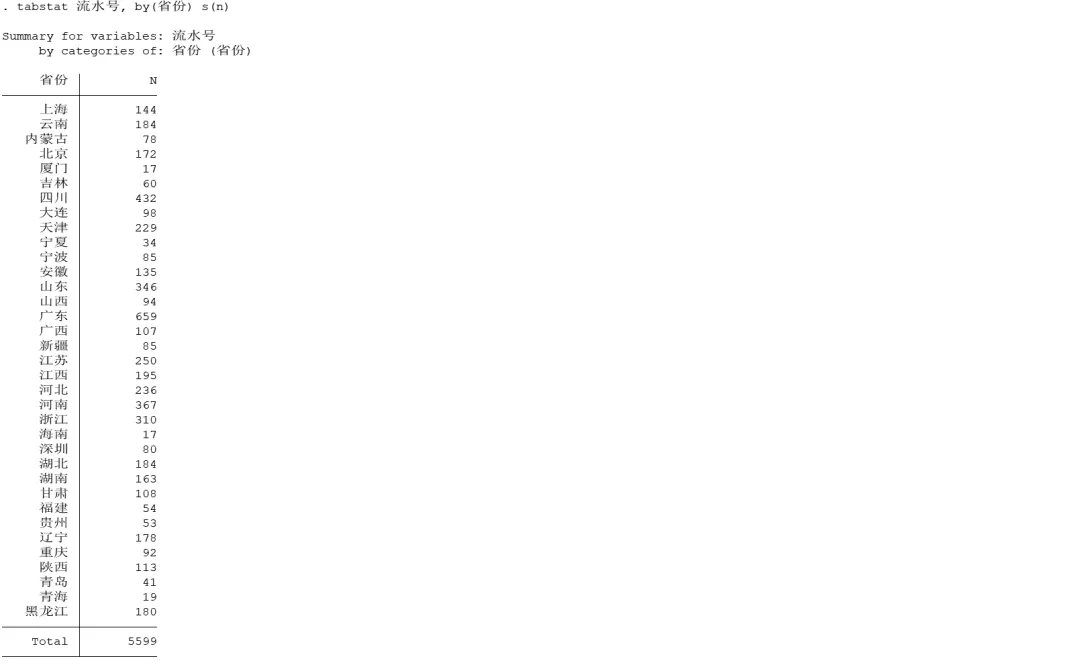 . tabstat 流水号, by(省份) s(n)
Summary for variables: 流水号
by categories of: 省份 (省份)
省份 N
上海 144
云南 184
内蒙古 78
北京 172
厦门 17
吉林 60
四川 432
大连 98
天津 229
宁夏 34
宁波 85
安徽 135
山东 346
山西 94
广东 659
广西 107
新疆 85
江苏 250
江西 195
河北 236
河南 367
浙江 310
海南 17
深圳 80
湖北 184
湖南 163
甘肃 108
福建 54
贵州 53
辽宁 178
重庆 92
陕西 113
青岛 41
青海 19
黑龙江 180
Total 5599